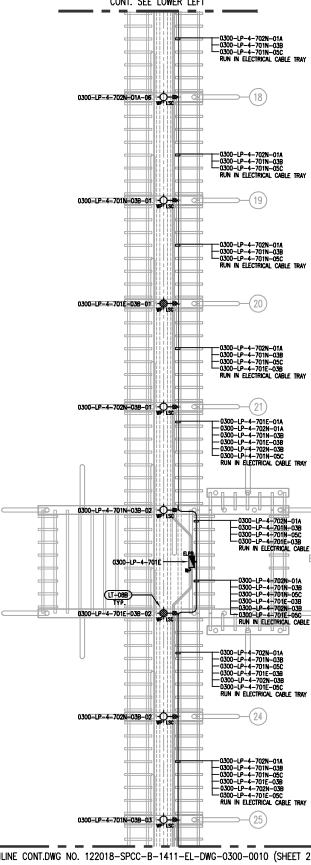 CONT. SEE LOWER LEFT
0300-LP-4-702N-01A
0300-LP-4-701N-03B
0300-LP-4-701N-05C
RUN IN ELECTRICAL CABLE TRAY
0300-LP-4-702N-01A-06
WP LSC
18
0300-LP-4-702N-01A
0300-LP-4-701N-03B
0300-LP-4-701N-05C
RUN IN ELECTRICAL CABLE TRAY
0300-LP-4-701N-03B-01
WP LSC
19
0300-LP-4-702N-01A
0300-LP-4-701N-03B
0300-LP-4-701N-05C
RUN IN ELECTRICAL CABLE TRAY
0300-LP-4-701E-03B-01
WP LSC
20
0300-LP-4-702N-01A
0300-LP-4-701N-03B
0300-LP-4-701N-05C
0300-LP-4-701E-03B
RUN IN ELECTRICAL CABLE TRAY
0300-LP-4-702N-03B-01
WP LSC
21
0300-LP-4-701E-01A
0300-LP-4-702N-01A
0300-LP-4-701N-03B
0300-LP-4-701E-03B
0300-LP-4-702N-03B
0300-LP-4-701N-05C
RUN IN ELECTRICAL CABLE TRAY
0300-LP-4-701N-03B-02
WP LSC
0300-LP-4-702N-01A
0300-LP-4-701N-03B
0300-LP-4-701N-05C
0300-LP-4-701E-03B
RUN IN ELECTRICAL CABLE
0300-LP-4-701E
0300-LP-4-702N-01A
0300-LP-4-701N-03B
0300-LP-4-701N-05C
0300-LP-4-701E-03B
0300-LP-4-702N-03B
0300-LP-4-701E-05C
RUN IN ELECTRICAL CABLE
LT-08B
TYP.
0300-LP-4-701E-03B-02
WP LSC
0300-LP-4-702N-01A
0300-LP-4-701N-03B
0300-LP-4-701N-05C
0300-LP-4-701E-03B
0300-LP-4-702N-03B
0300-LP-4-701E-05C
RUN IN ELECTRICAL CABLE TRAY
0300-LP-4-702N-03B-02
WP LSC
24
0300-LP-4-702N-01A
0300-LP-4-701N-03B
0300-LP-4-701N-05C
0300-LP-4-701E-03B
0300-LP-4-702N-03B
0300-LP-4-701E-05C
RUN IN ELECTRICAL CABLE TRAY
0300-LP-4-701N-03B-03
WP LSC
25
LINE CONT.DWG NO. 122018-SPCC-B-1411-EL-DWG-0300-0010 (SHEET 2